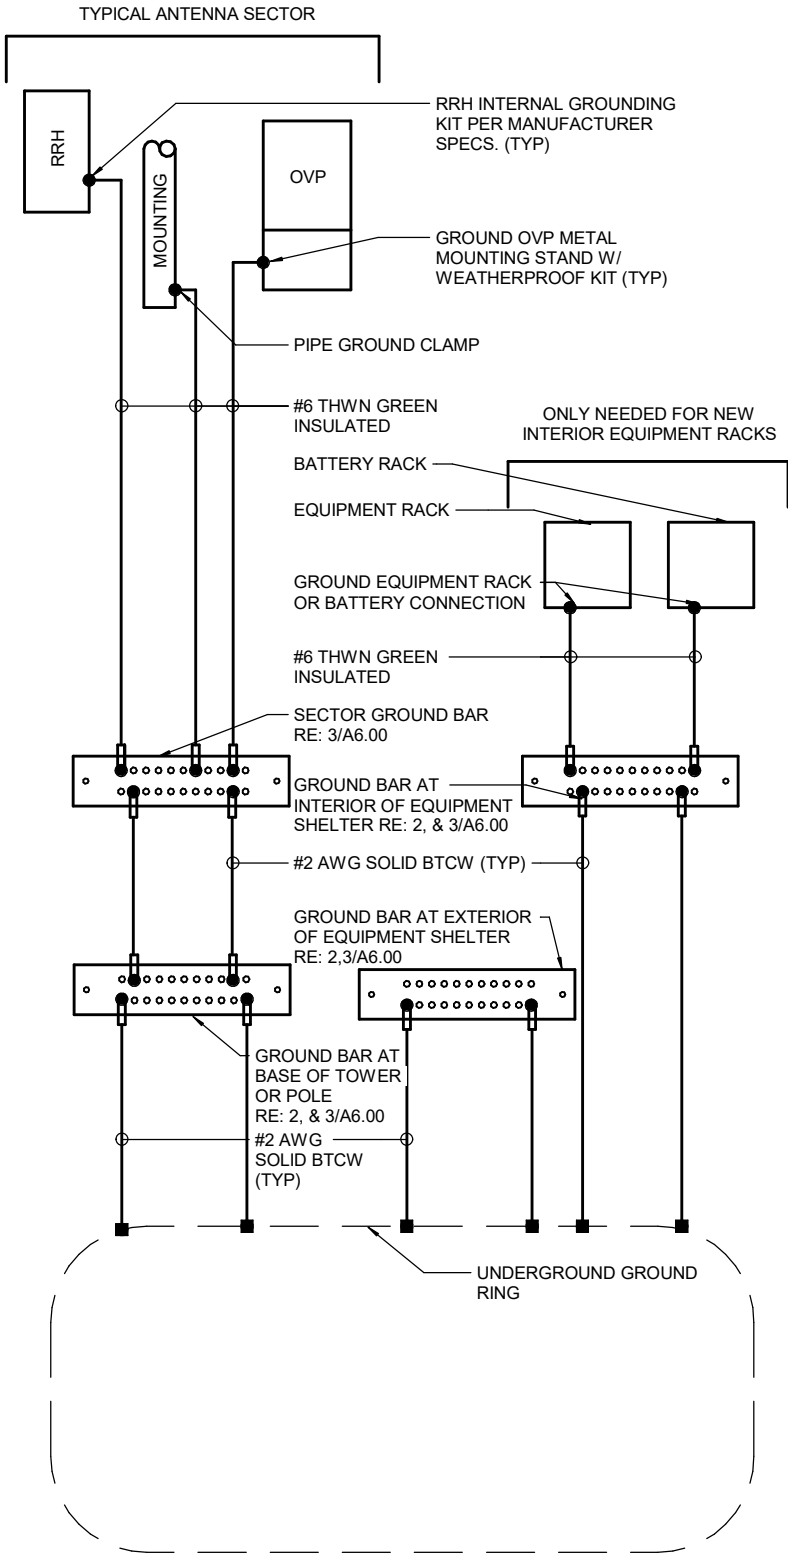 TYPICAL ANTENNA SECTOR
RRH
MOUNTING
OVP
RRH INTERNAL GROUNDING
KIT PER MANUFACTURER
SPECS. (TYP)
GROUND OVP METAL
MOUNTING STAND W/
WEATHERPROOF KIT (TYP)
PIPE GROUND CLAMP
#6 THWN GREEN
INSULATED
ONLY NEEDED FOR NEW
INTERIOR EQUIPMENT RACKS
BATTERY RACK
EQUIPMENT RACK
GROUND EQUIPMENT RACK
OR BATTERY CONNECTION
#6 THWN GREEN
INSULATED
SECTOR GROUND BAR
RE: 3/A6.00
GROUND BAR AT
INTERIOR OF EQUIPMENT
SHELTER RE: 2, & 3/A6.00
#2 AWG SOLID BTCW (TYP)
GROUND BAR AT EXTERIOR
OF EQUIPMENT SHELTER
RE: 2,3/A6.00
GROUND BAR AT
BASE OF TOWER
OR POLE
RE: 2, & 3/A6.00
#2 AWG
SOLID BTCW
(TYP)
UNDERGROUND GROUND
RING